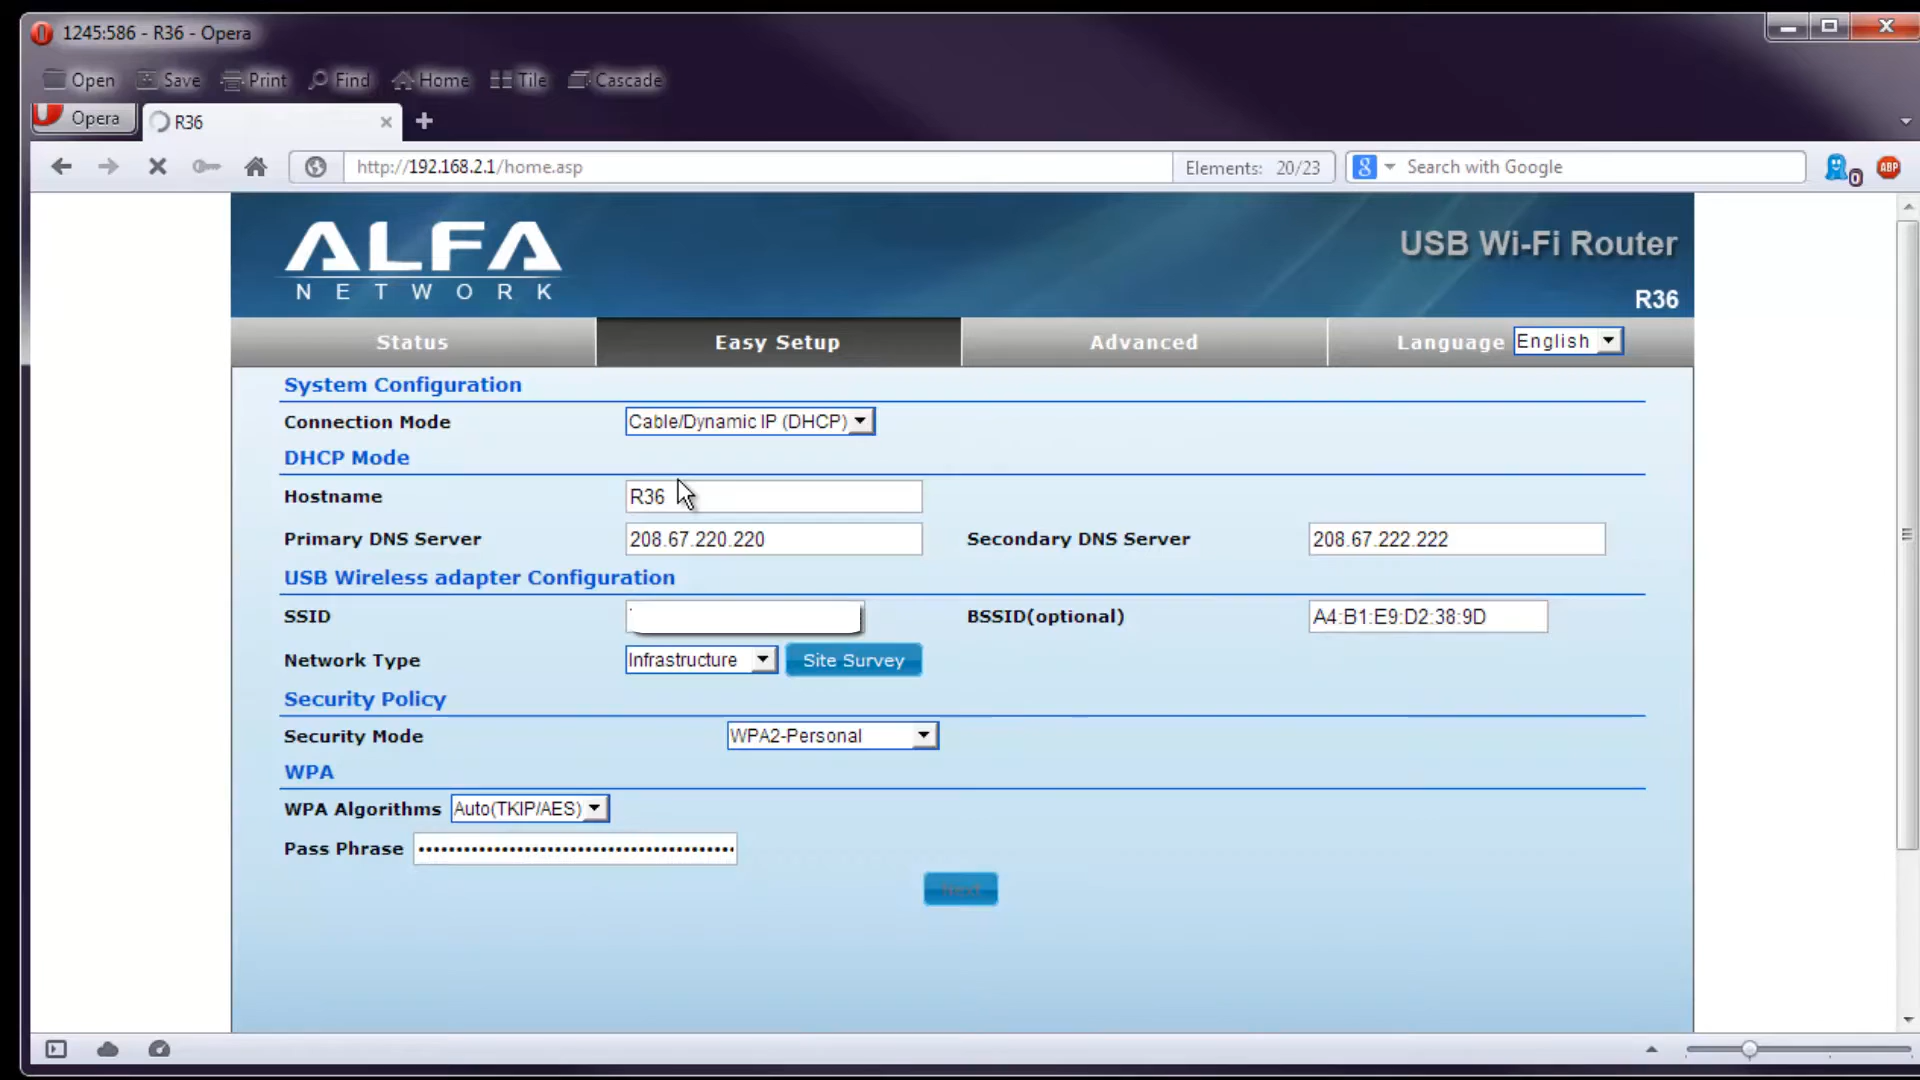 1245:586 - R36 - Opera
Open Save Print Find Home Tile Cascade
Opera R36
http://192.168.2.1/home.asp Elements: 20/23 Search with Google 0 ABP
ALFA
NETWORK
USB Wi-Fi Router
R36
Status Easy Setup Advanced Language English
System Configuration
Connection Mode Cable/Dynamic IP (DHCP)
DHCP Mode
Hostname R36
Primary DNS Server 208.67.220.220 Secondary DNS Server 208.67.222.222
USB Wireless adapter Configuration
SSID BSSID(optional) A4:B1:E9:D2:38:9D
Network Type Infrastructure Site Survey
Security Policy
Security Mode WPA2-Personal
WPA
WPA Algorithms Auto(TKIP/AES)
Pass Phrase
Next